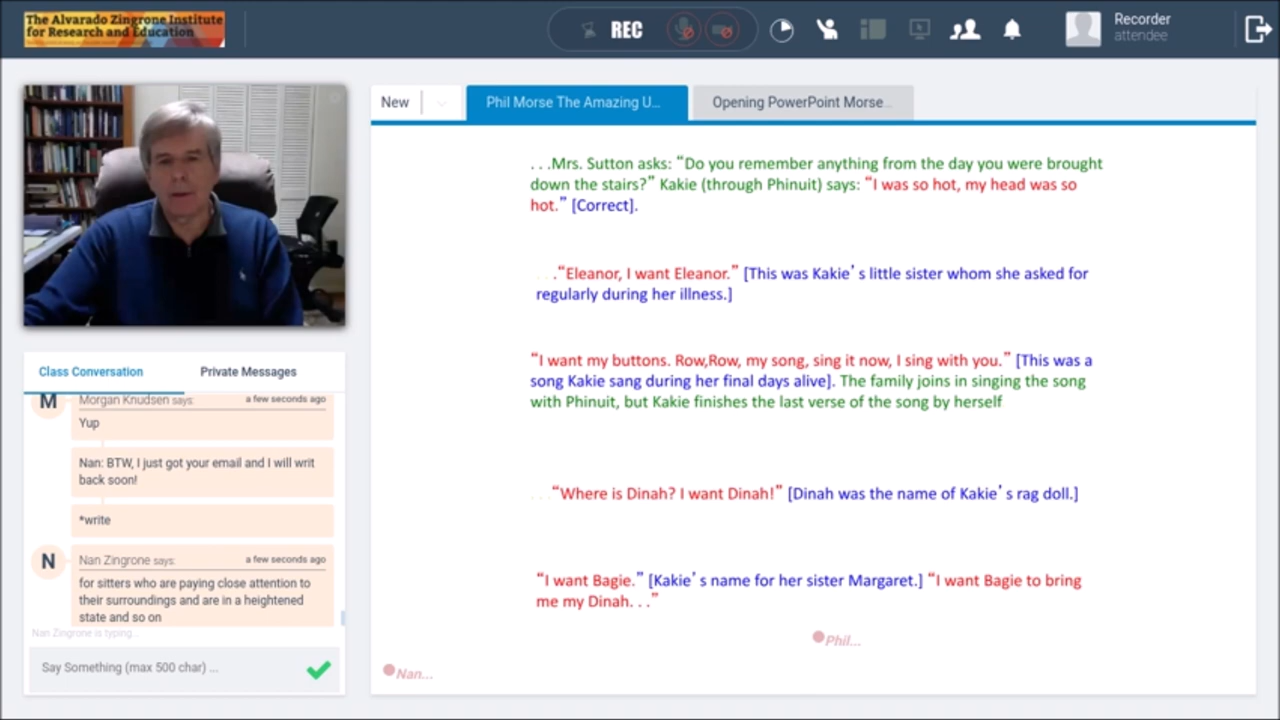 The Alvarado Zingrone Institute
for Research and Education
REC
Recorder
attendee
New
Phil Morse The Amazing U...
Opening PowerPoint Morse...
. . .Mrs. Sutton asks: “Do you remember anything from the day you were brought
down the stairs?” Kakie (through Phinuit) says: “I was so hot, my head was so
hot.” [Correct].
. . .“Eleanor, I want Eleanor.” [This was Kakie’s little sister whom she asked for
regularly during her illness.]
“I want my buttons. Row,Row, my song, sing it now, I sing with you.” [This was a
song Kakie sang during her final days alive]. The family joins in singing the song
with Phinuit, but Kakie finishes the last verse of the song by herself
. . .“Where is Dinah? I want Dinah!” [Dinah was the name of Kakie’s rag doll.]
“I want Bagie.” [Kakie’s name for her sister Margaret.] “I want Bagie to bring
me my Dinah. . .”
Phil...
Nan...
Class Conversation
Private Messages
M
Morgan Knudsen says: a few seconds ago
Yup
Nan: BTW, I just got your email and I will writ
back soon!
*write
N
Nan Zingrone says: a few seconds ago
for sitters who are paying close attention to
their surroundings and are in a heightened
state and so on
Nan Zingrone is typing...
Say Something (max 500 char) ...